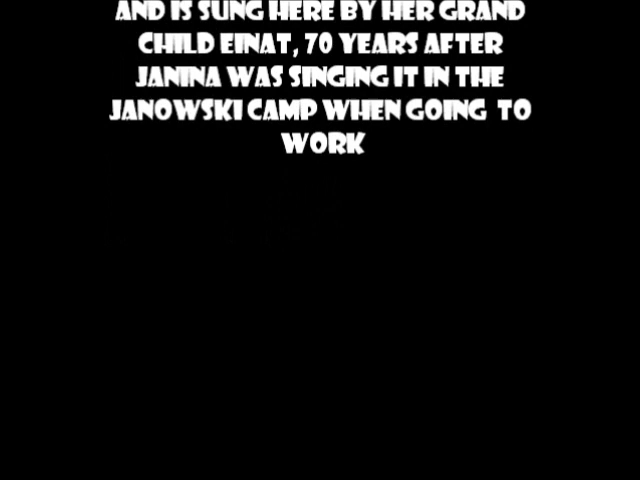 AND IS SUNG HERE BY HER GRAND
CHILD EINAT, 70 YEARS AFTER
JANINA WAS SINGING IT IN THE
JANOWSKI CAMP WHEN GOING TO
WORK